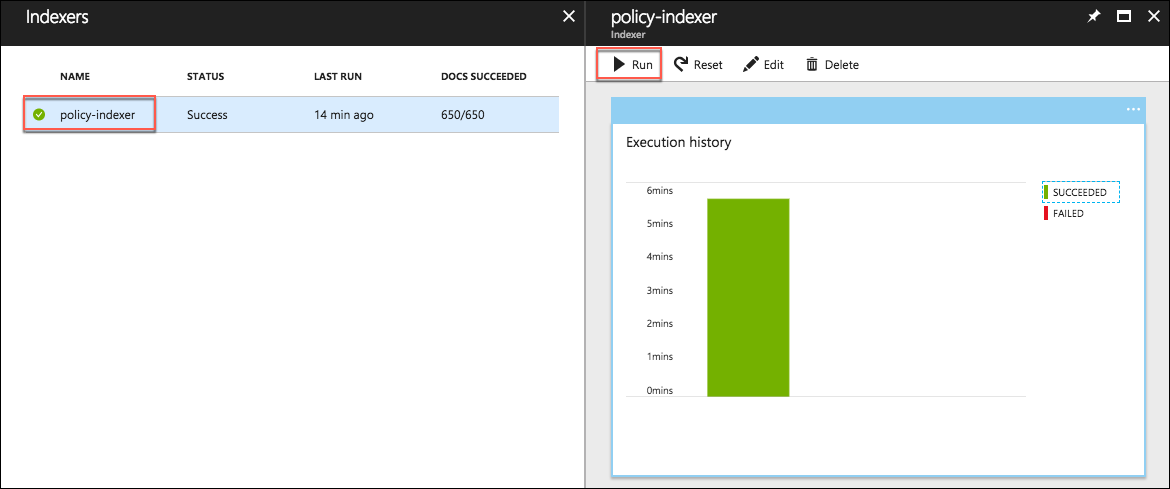 Indexers
NAME STATUS LAST RUN DOCS SUCCEEDED
policy-indexer Success 14 min ago 650/650
policy-indexer
Indexer
Run Reset Edit Delete
Execution history
6mins
5mins
4mins
3mins
2mins
1mins
0mins
SUCCEEDED
FAILED